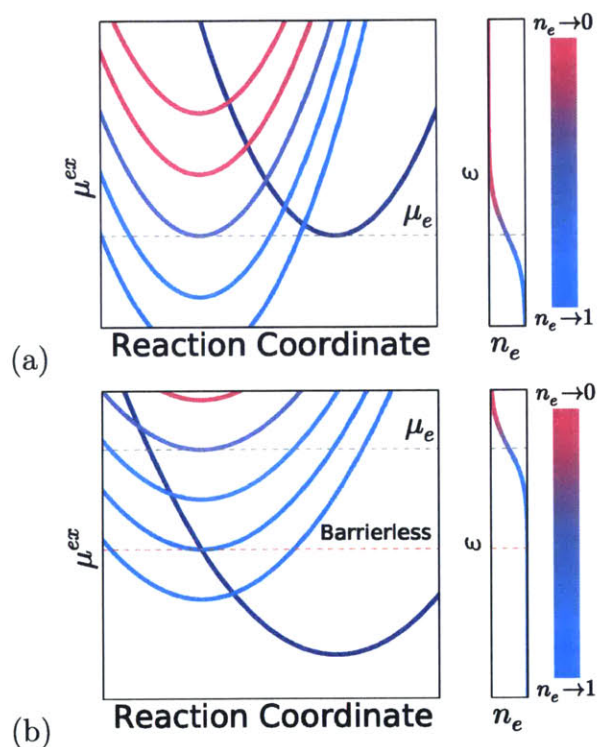 n_e→0
μ^ex
μ_e
ε
n_e→1
(a)
Reaction Coordinate
n_e
n_e→0
μ_e
Barrierless
μ^ex
ε
n_e→1
(b)
Reaction Coordinate
n_e